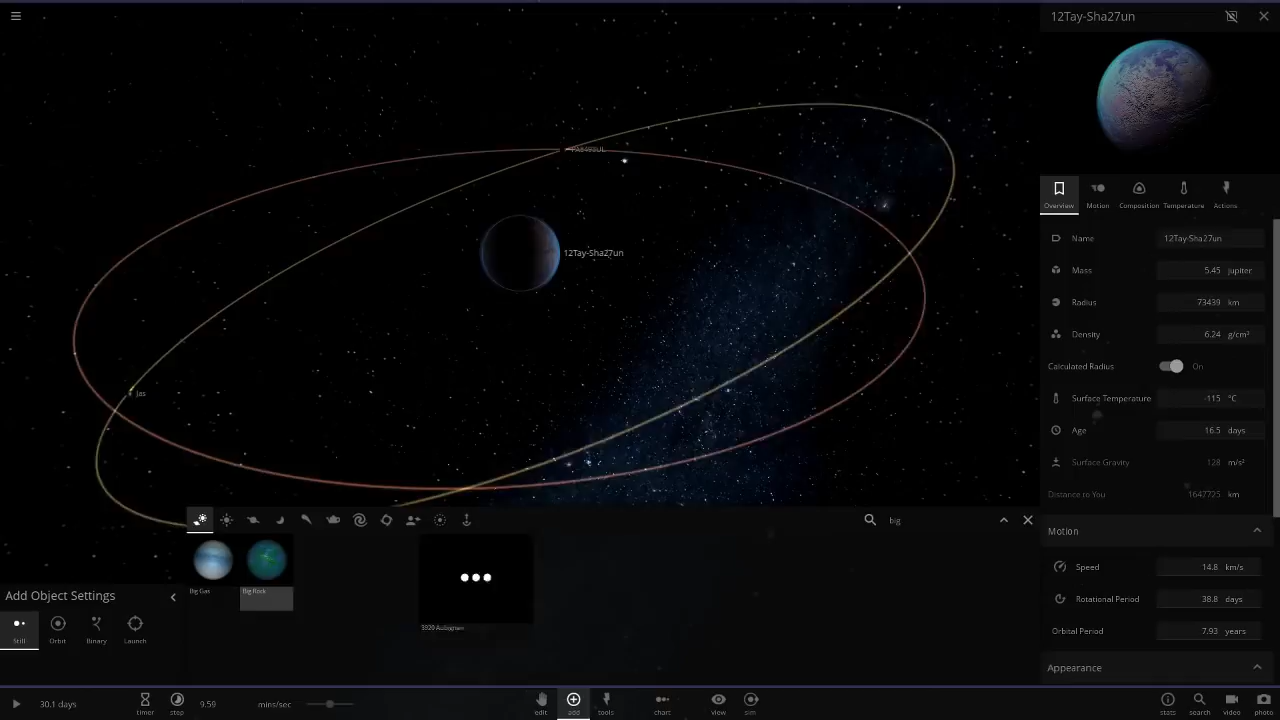 12Tay-Sha27un
12Tay-Sha27un
Jas
Overview
Motion
Composition
Temperature
Actions
Name 12Tay-Sha27un
Mass 5.45 jupiter
Radius 73439 km
Density 6.24 g/cm³
Calculated Radius On
Surface Temperature -115 °C
Age 16.5 days
Surface Gravity 128 m/s²
Distance to You 1647725 km
Motion
Speed 14.8 km/s
Rotational Period 38.8 days
Orbital Period 7.93 years
Appearance
big
Big Gas
Big Rock
Add Object Settings
Still
Orbit
Binary
Launch
30.1 days
timer
step
9.59 mins/sec
edit
add
tools
chart
view
sim
stats
search
video
photo